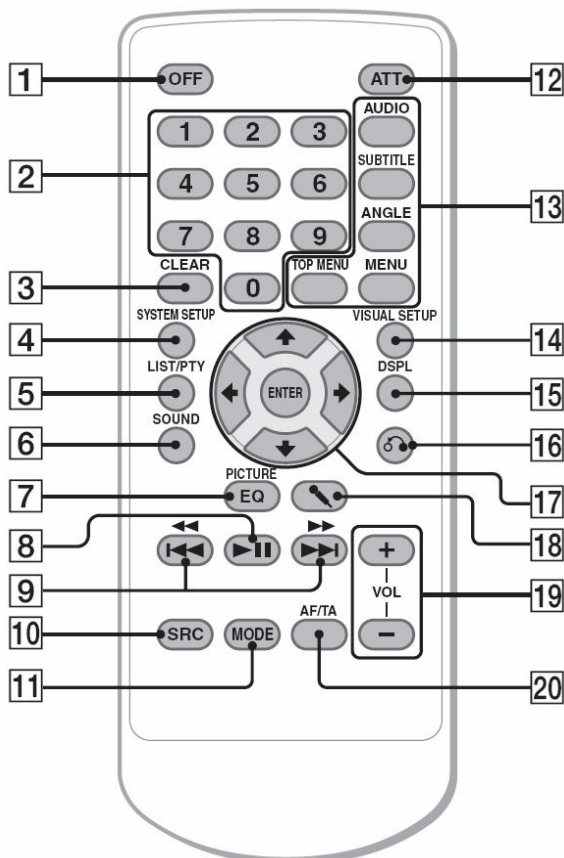 1 OFF ATT 12
AUDIO
1 2 3
SUBTITLE
2 4 5 6 13
ANGLE
7 8 9
CLEAR TOP MENU MENU
3 0
SYSTEM SETUP VISUAL SETUP
4 14
LIST/PTY DSPL
5 ENTER 15
SOUND
6 16
PICTURE
7 EQ 17
8 18
9 + VOL − 19
AF/TA
10 SRC MODE
11 20